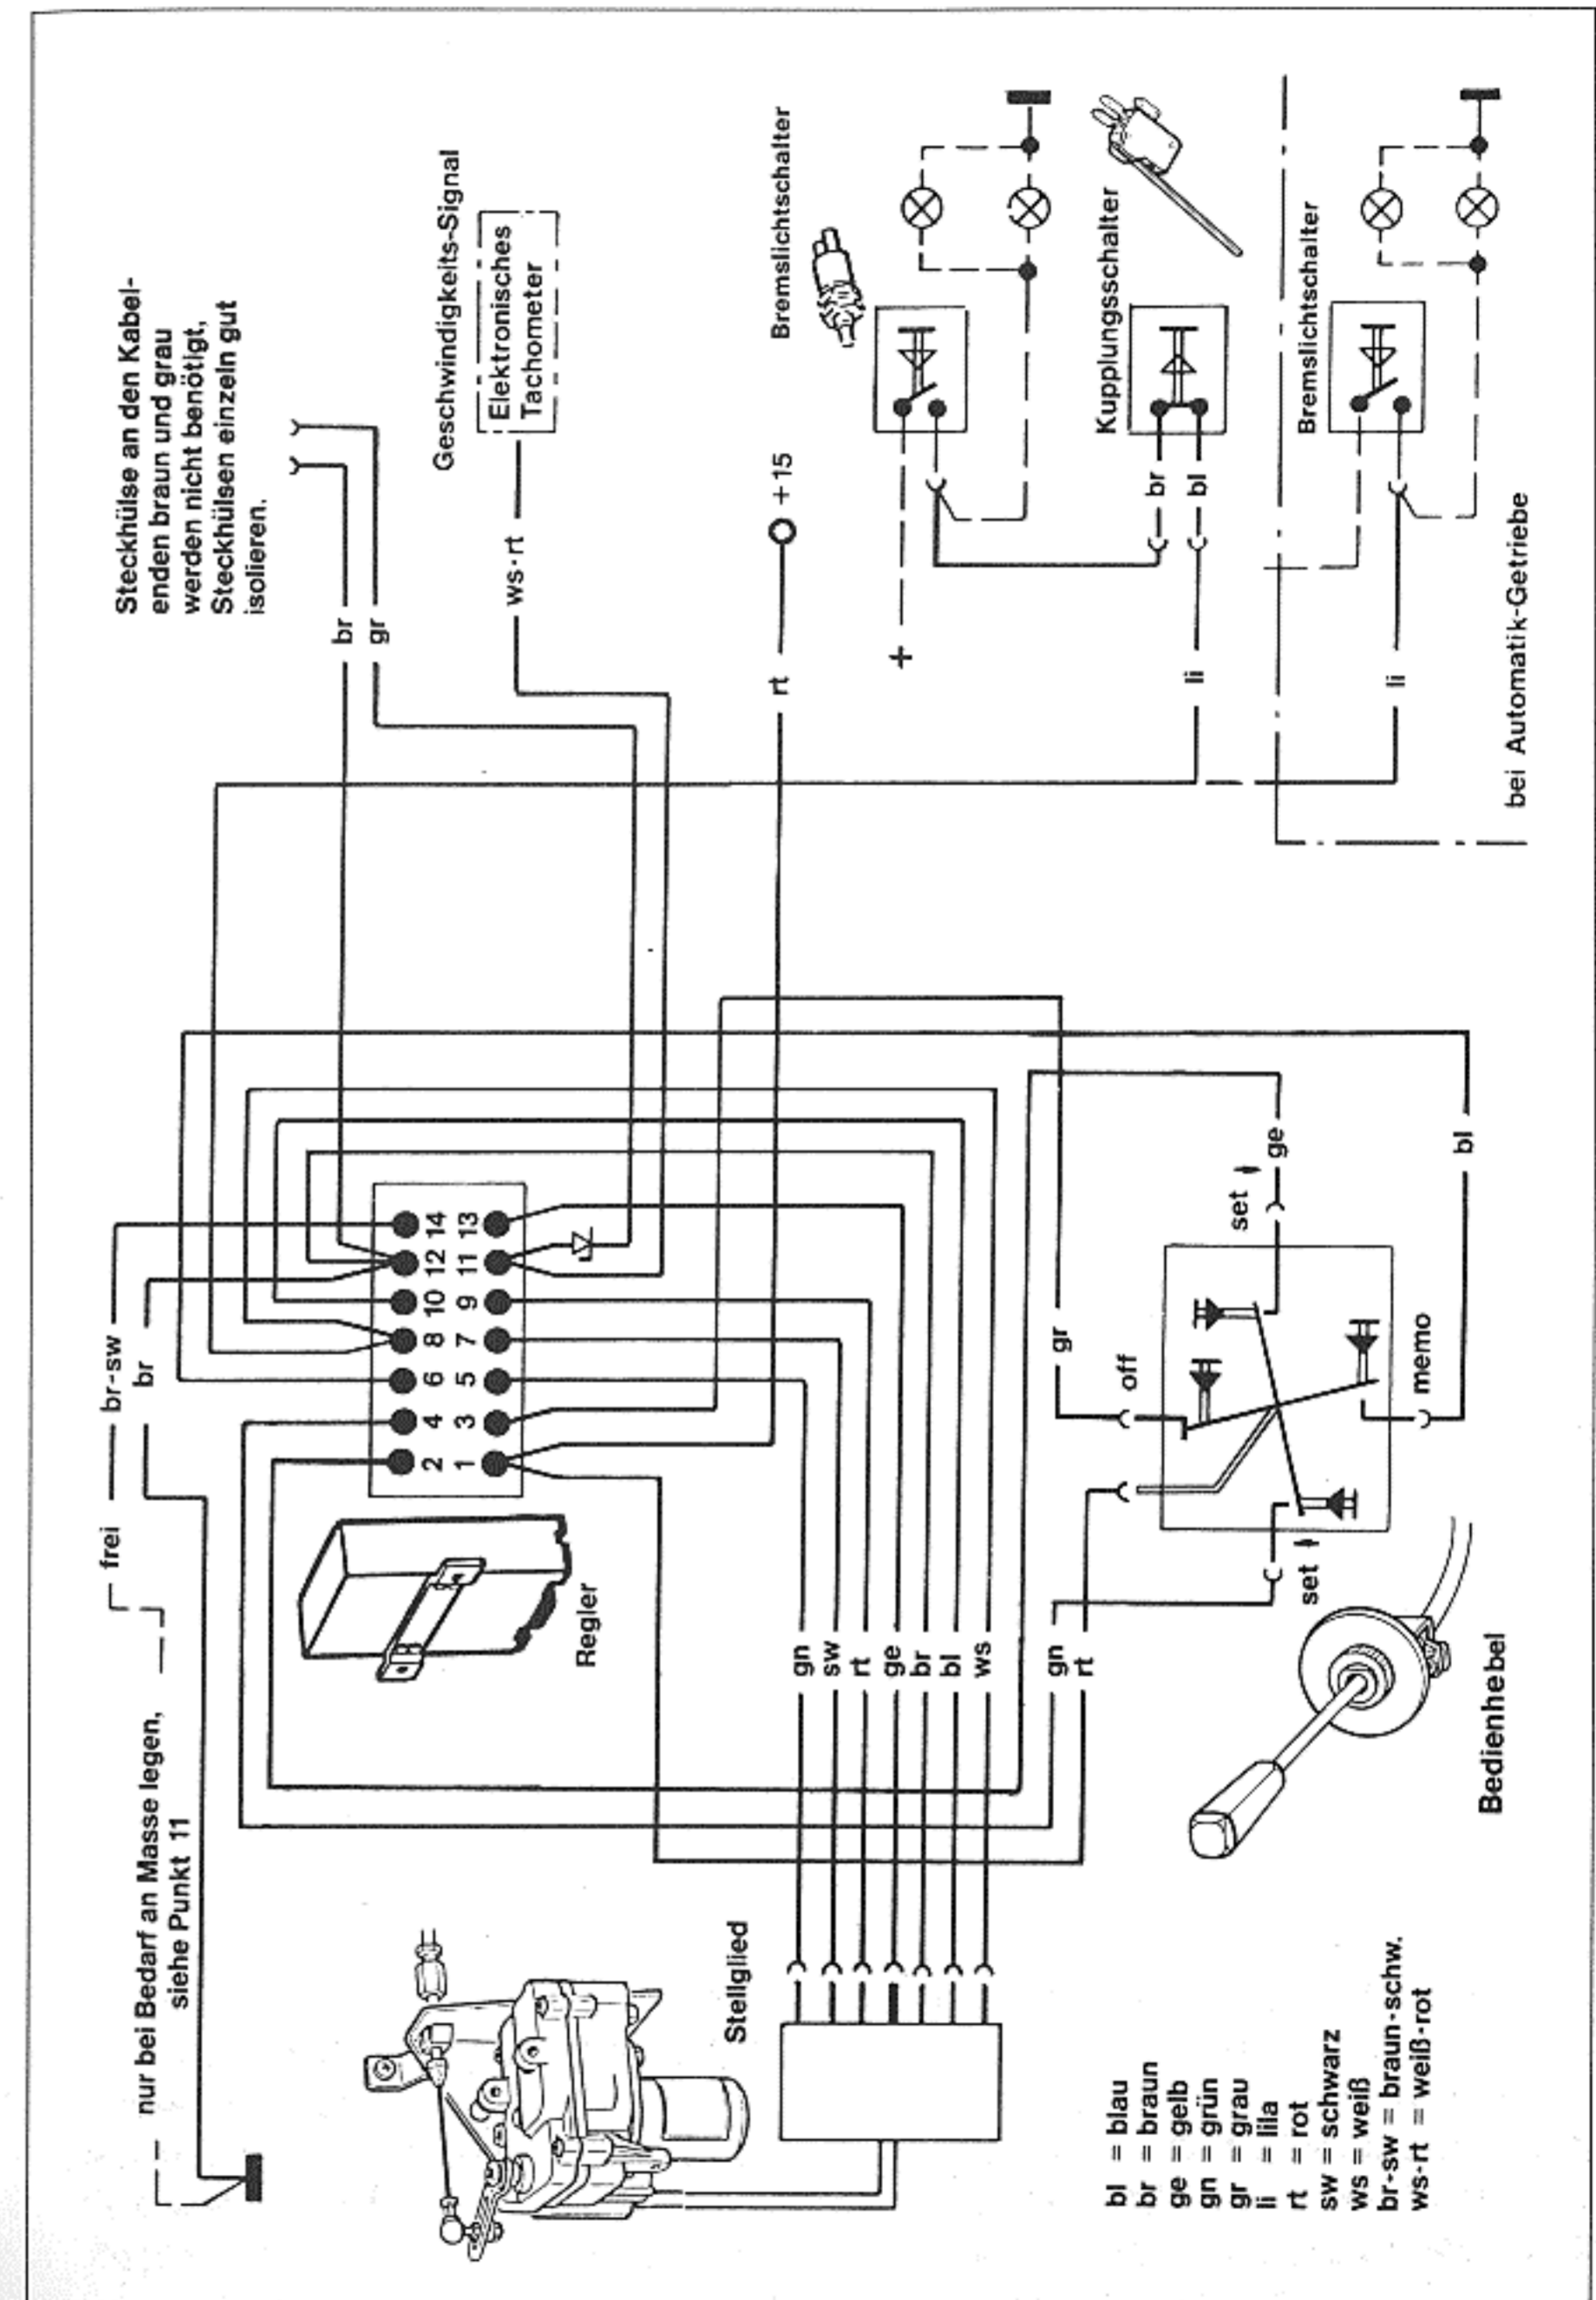 nur bei Bedarf an Masse legen,
siehe Punkt 11
frei
br-sw
br
Steckhülse an den Kabel-
enden braun und grau
werden nicht benötigt,
Steckhülsen einzeln gut
isolieren.
br
gr
Geschwindigkeits-Signal
Elektronisches
Tachometer
ws-rt
2 4 6 8 10 12 14
1 3 5 7 9 11 13
Regler
Stellglied
rt
+15
Bremslichtschalter
+
Kupplungsschalter
br
bl
li
Bremslichtschalter
li
bei Automatik-Getriebe
gn
sw
rt
ge
br
bl
ws
gn
rt
gr
off
set
ge
set
memo
bl
Bedienhebel
bl = blau
br = braun
ge = gelb
gn = grün
gr = grau
li = lila
rt = rot
sw = schwarz
ws = weiß
br-sw = braun-schw.
ws-rt = weiß-rot